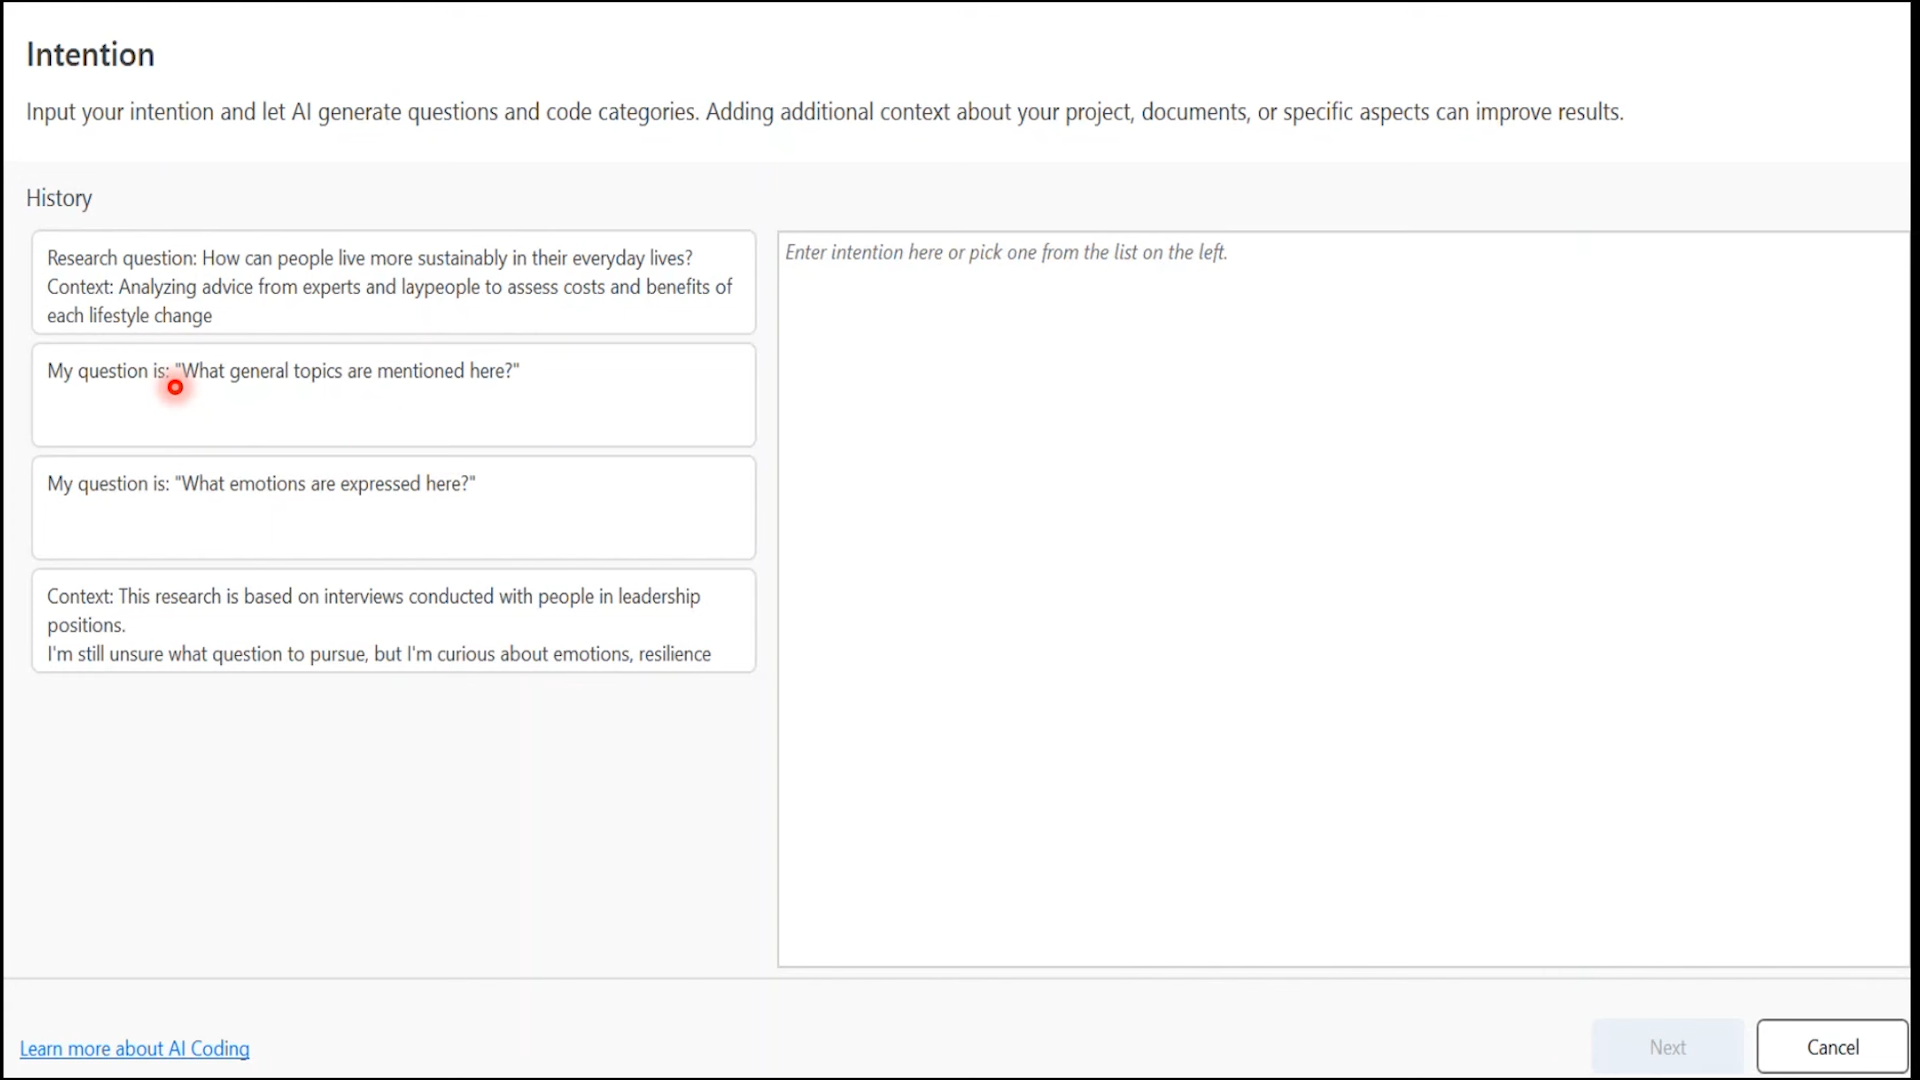 Intention
Input your intention and let AI generate questions and code categories. Adding additional context about your project, documents, or specific aspects can improve results.
History
Research question: How can people live more sustainably in their everyday lives?
Context: Analyzing advice from experts and laypeople to assess costs and benefits of
each lifestyle change
My question is: "What general topics are mentioned here?"
My question is: "What emotions are expressed here?"
Context: This research is based on interviews conducted with people in leadership
positions.
I'm still unsure what question to pursue, but I'm curious about emotions, resilience
Enter intention here or pick one from the list on the left.
Learn more about AI Coding
Next
Cancel